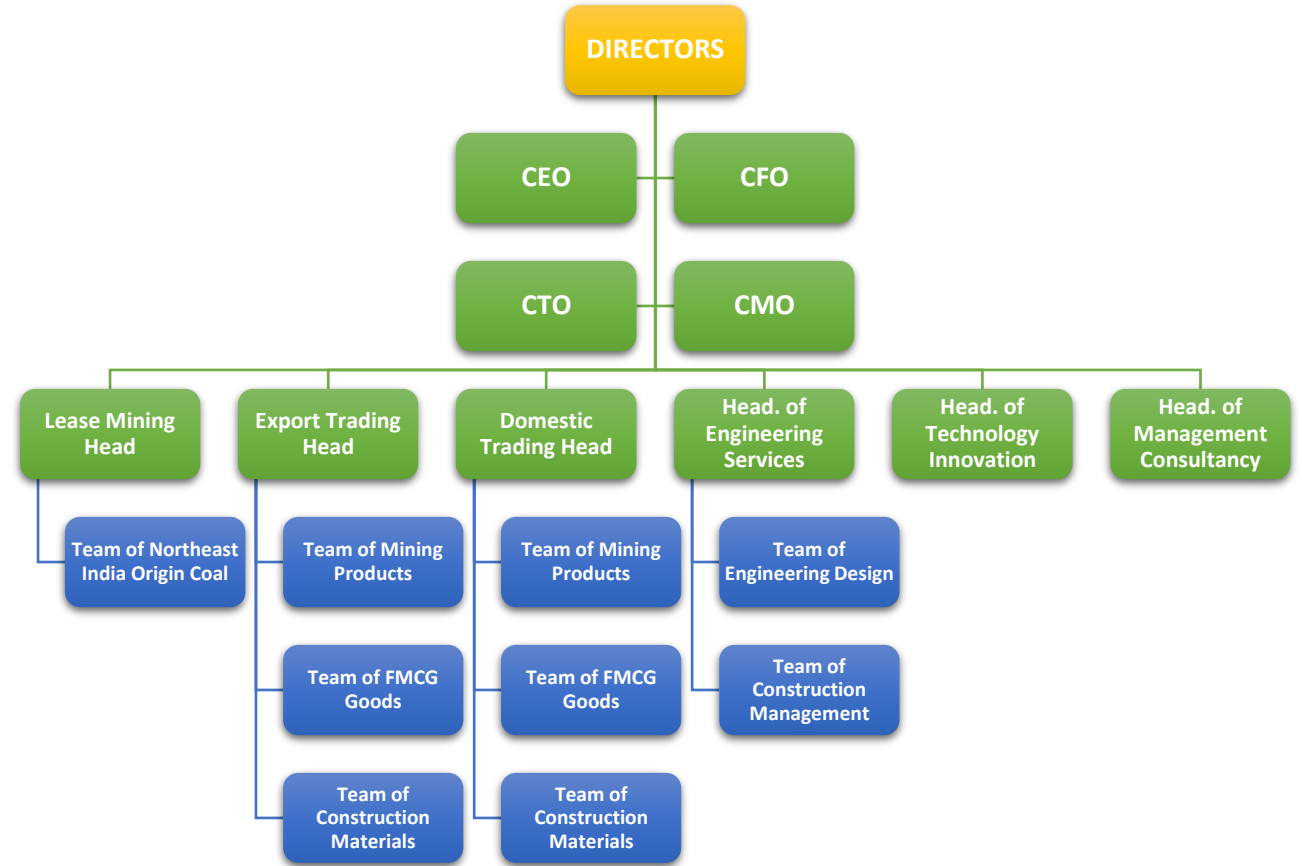 DIRECTORS
CEO
CFO
CTO
CMO
Lease Mining
Head
Export Trading
Head
Domestic
Trading Head
Head. of
Engineering
Services
Head. of
Technology
Innovation
Head. of
Management
Consultancy
Team of Northeast
India Origin Coal
Team of Mining
Products
Team of Mining
Products
Team of
Engineering Design
Team of FMCG
Goods
Team of FMCG
Goods
Team of
Construction
Management
Team of
Construction
Materials
Team of
Construction
Materials